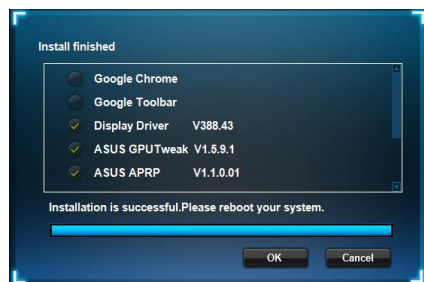 Install finished
Google Chrome
Google Toolbar
Display Driver V388.43
ASUS GPUTweak V1.5.9.1
ASUS APRP V1.1.0.01
Installation is successful.Please reboot your system.
OK Cancel